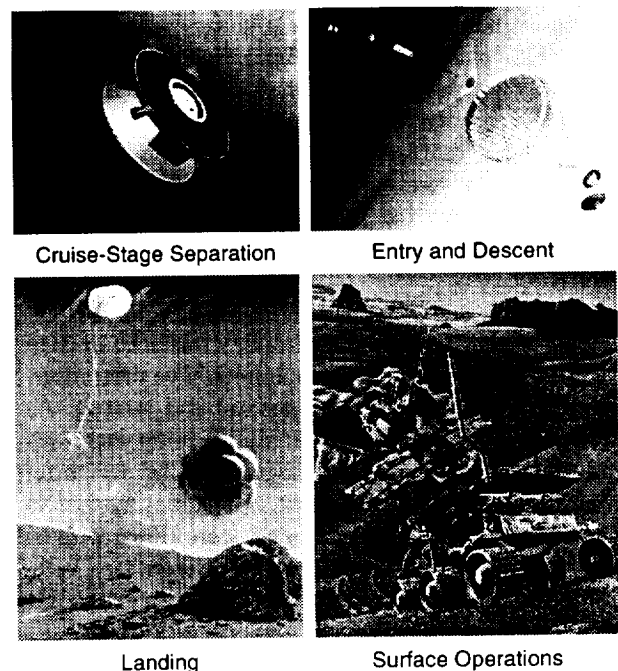 Cruise-Stage Separation
Entry and Descent
Landing
Surface Operations